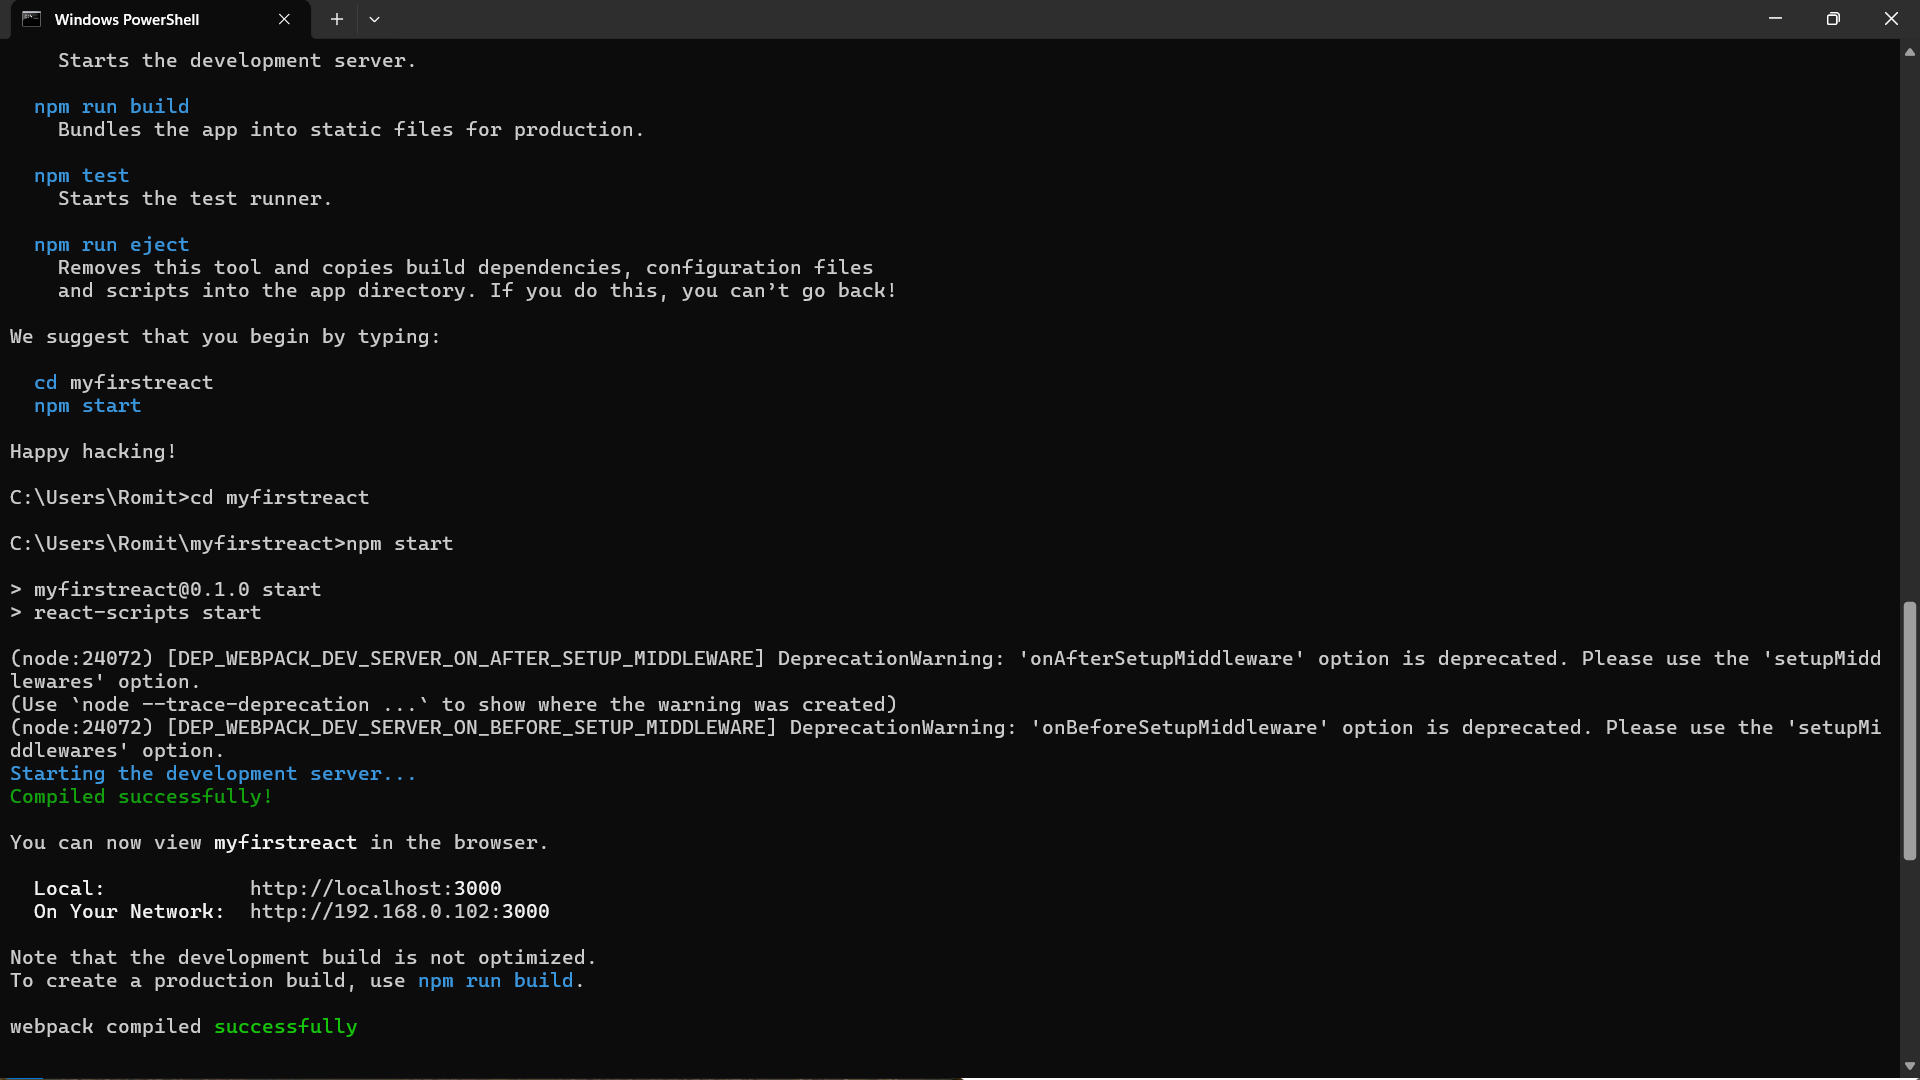 Windows PowerShell
Starts the development server.
npm run build
Bundles the app into static files for production.
npm test
Starts the test runner.
npm run eject
Removes this tool and copies build dependencies, configuration files
and scripts into the app directory. If you do this, you can’t go back!
We suggest that you begin by typing:
cd myfirstreact
npm start
Happy hacking!
C:\Users\Romit>cd myfirstreact
C:\Users\Romit\myfirstreact>npm start
> myfirstreact@0.1.0 start
> react-scripts start
(node:24072) [DEP_WEBPACK_DEV_SERVER_ON_AFTER_SETUP_MIDDLEWARE] DeprecationWarning: 'onAfterSetupMiddleware' option is deprecated. Please use the 'setupMidd
lewares' option.
(Use `node --trace-deprecation ...` to show where the warning was created)
(node:24072) [DEP_WEBPACK_DEV_SERVER_ON_BEFORE_SETUP_MIDDLEWARE] DeprecationWarning: 'onBeforeSetupMiddleware' option is deprecated. Please use the 'setupMi
ddlewares' option.
Starting the development server...
Compiled successfully!
You can now view myfirstreact in the browser.
Local: http://localhost:3000
On Your Network: http://192.168.0.102:3000
Note that the development build is not optimized.
To create a production build, use npm run build.
webpack compiled successfully